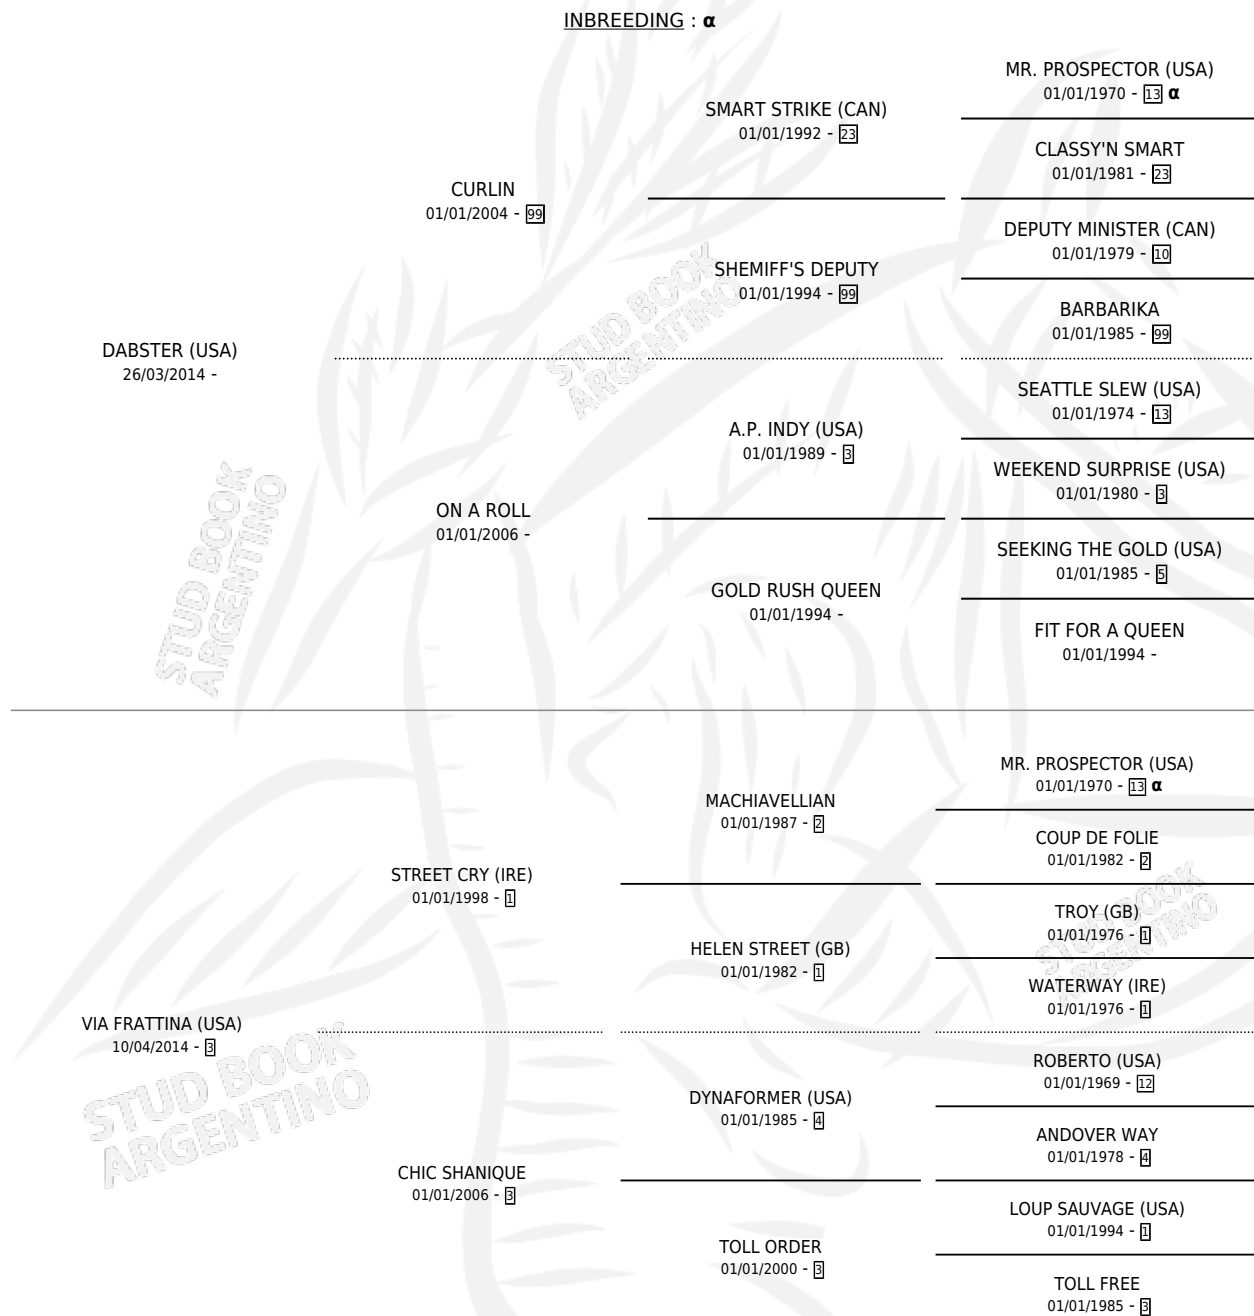 INBREEDING : α
MR. PROSPECTOR (USA)
01/01/1970 - 13 α
SMART STRIKE (CAN)
01/01/1992 - 23
CLASSY'N SMART
01/01/1981 - 23
CURLIN
01/01/2004 - 99
DEPUTY MINISTER (CAN)
01/01/1979 - 10
SHEMIFF'S DEPUTY
01/01/1994 - 99
BARBARIKA
01/01/1985 - 99
DABSTER (USA)
26/03/2014 -
SEATTLE SLEW (USA)
01/01/1974 - 13
A.P. INDY (USA)
01/01/1989 - 3
WEEKEND SURPRISE (USA)
01/01/1980 - 3
ON A ROLL
01/01/2006 -
SEEKING THE GOLD (USA)
01/01/1985 - 5
GOLD RUSH QUEEN
01/01/1994 -
FIT FOR A QUEEN
01/01/1994 -
MR. PROSPECTOR (USA)
01/01/1970 - 13 α
MACHIAVELLIAN
01/01/1987 - 2
COUP DE FOLIE
01/01/1982 - 2
STREET CRY (IRE)
01/01/1998 - 1
TROY (GB)
01/01/1976 - 1
HELEN STREET (GB)
01/01/1982 - 1
WATERWAY (IRE)
01/01/1976 - 1
VIA FRATTINA (USA)
10/04/2014 - 3
ROBERTO (USA)
01/01/1969 - 12
DYNAFORMER (USA)
01/01/1985 - 4
ANDOVER WAY
01/01/1978 - 4
CHIC SHANIQUE
01/01/2006 - 3
LOUP SAUVAGE (USA)
01/01/1994 - 1
TOLL ORDER
01/01/2000 - 3
TOLL FREE
01/01/1985 - 3
STUD BOOK
ARGENTINO
STUD BOOK
ARGENTINO
STUD BOOK
ARGENTINO
STUD BOOK
ARGENTINO